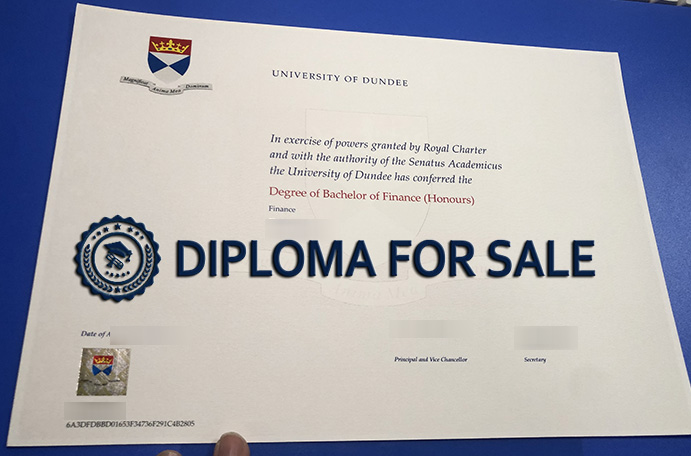 UNIVERSITY OF DUNDEE
Magnificat Anima Mea Dominum
In exercise of powers granted by Royal Charter
and with the authority of the Senatus Academicus
the University of Dundee has conferred the
Degree of Bachelor of Finance (Honours)
Finance
DIPLOMA FOR SALE
Date of A
Principal and Vice Chancellor
Secretary
6A3DFDBBD01653F34736F291C4B2805